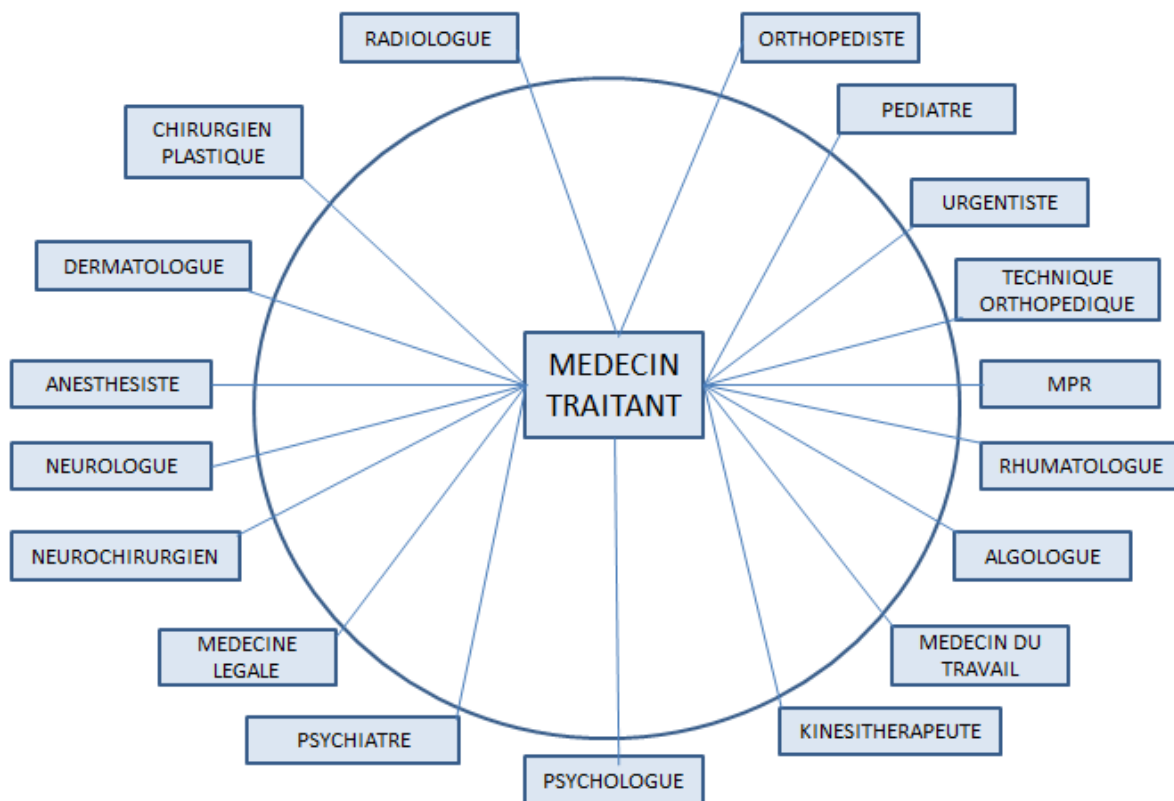 RADIOLOGUE
ORTHOPEDISTE
PEDIATRE
CHIRURGIEN
PLASTIQUE
URGENTISTE
DERMATOLOGUE
TECHNIQUE
ORTHOPEDIQUE
MEDECIN
TRAITANT
ANESTHESISTE
MPR
NEUROLOGUE
RHUMATOLOGUE
NEUROCHIRURGIEN
ALGOLOGUE
MEDECINE
LEGALE
MEDECIN DU
TRAVAIL
PSYCHIATRE
KINESITHERAPEUTE
PSYCHOLOGUE